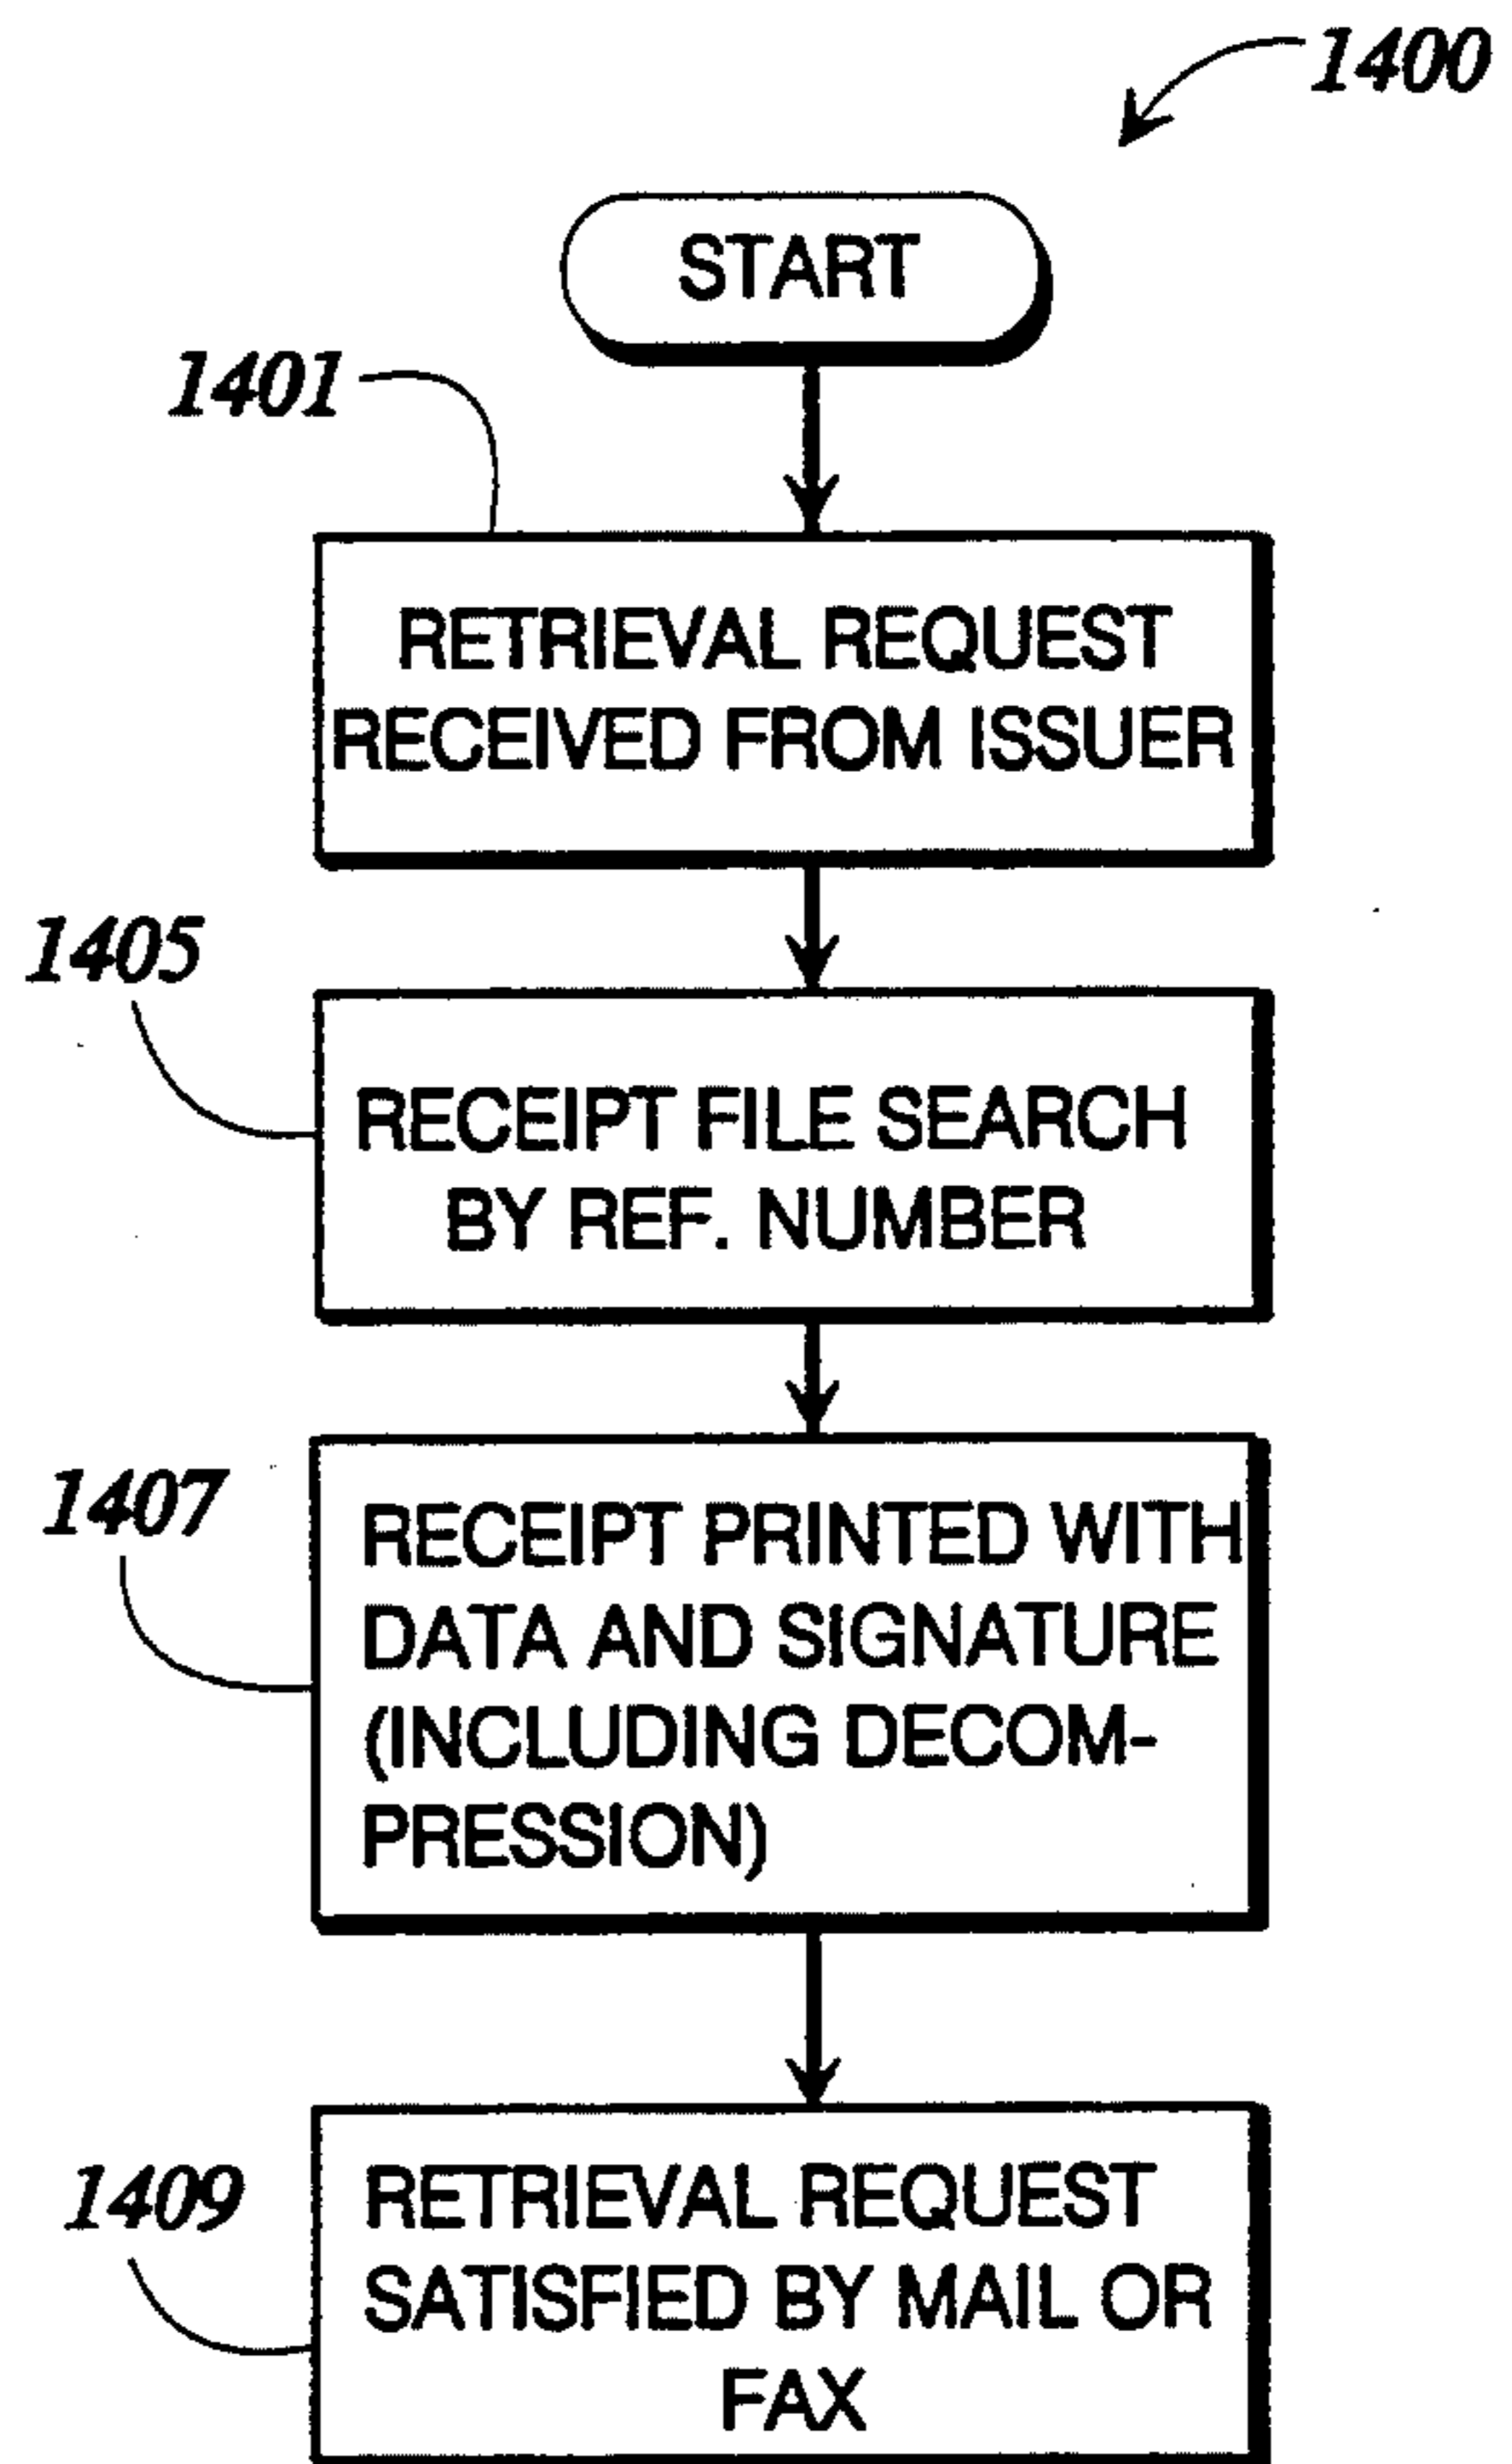 1400
START
1401
RETRIEVAL REQUEST
RECEIVED FROM ISSUER
1405
RECEIPT FILE SEARCH
BY REF. NUMBER
1407
RECEIPT PRINTED WITH
DATA AND SIGNATURE
(INCLUDING DECOM-
PRESSION)
1409
RETRIEVAL REQUEST
SATISFIED BY MAIL OR
FAX